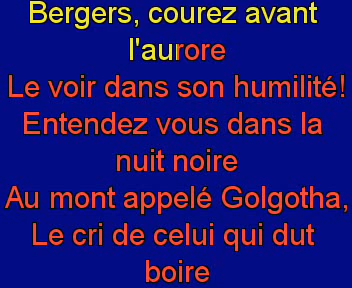 Bergers, courez avant
l'aurore
Le voir dans son humilité!
Entendez vous dans la
nuit noire
Au mont appelé Golgotha,
Le cri de celui qui dut
boire